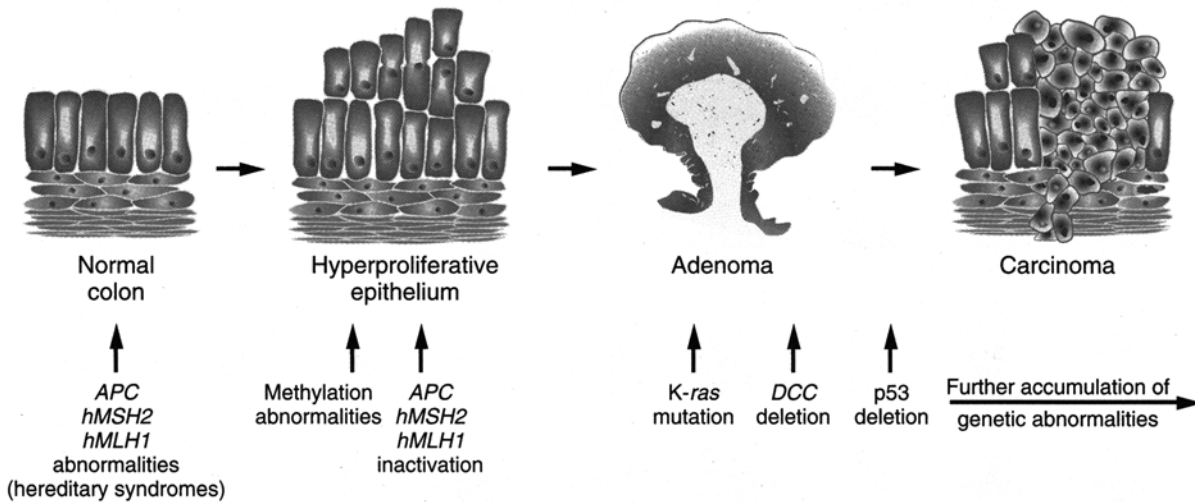 Normal
colon
Hyperproliferative
epithelium
Adenoma
Carcinoma
APC
hMSH2
hMLH1
abnormalities
(hereditary syndromes)
Methylation
abnormalities
APC
hMSH2
hMLH1
inactivation
K-ras
mutation
DCC
deletion
p53
deletion
Further accumulation of
genetic abnormalities